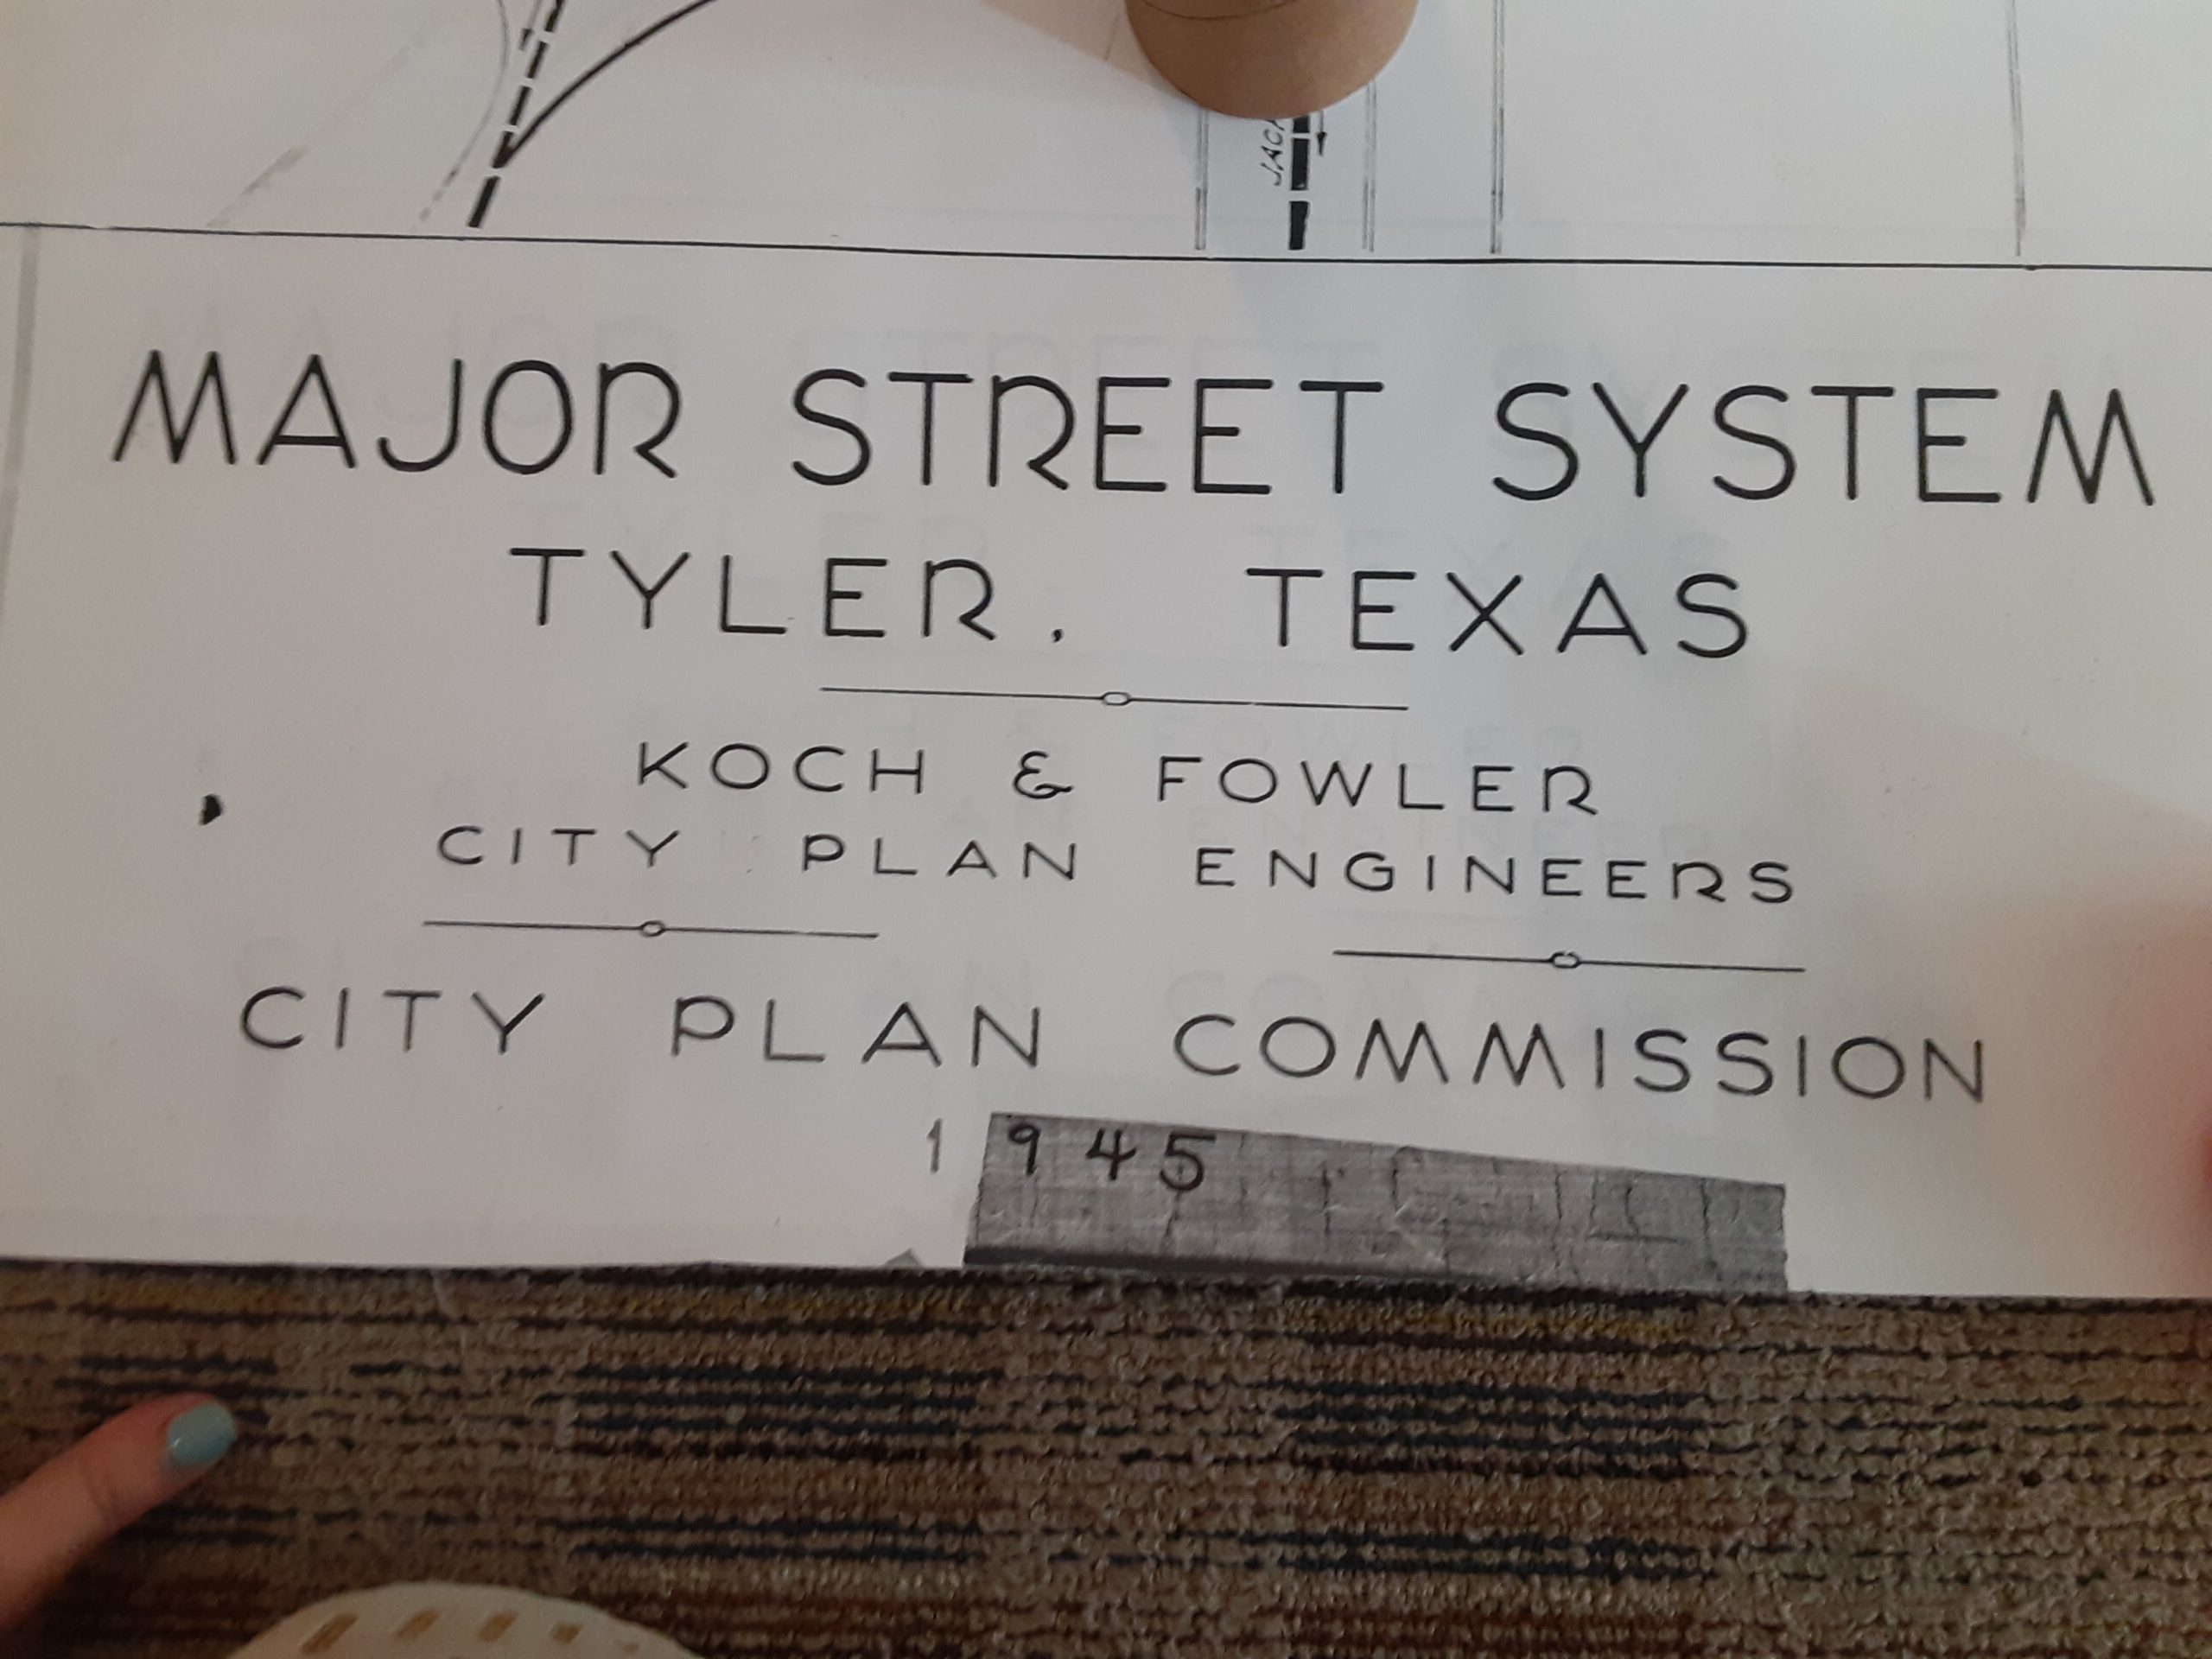 MAJOR STREET SYSTEM
TYLER, TEXAS
KOCH & FOWLER
CITY PLAN ENGINEERS
CITY PLAN COMMISSION
1945